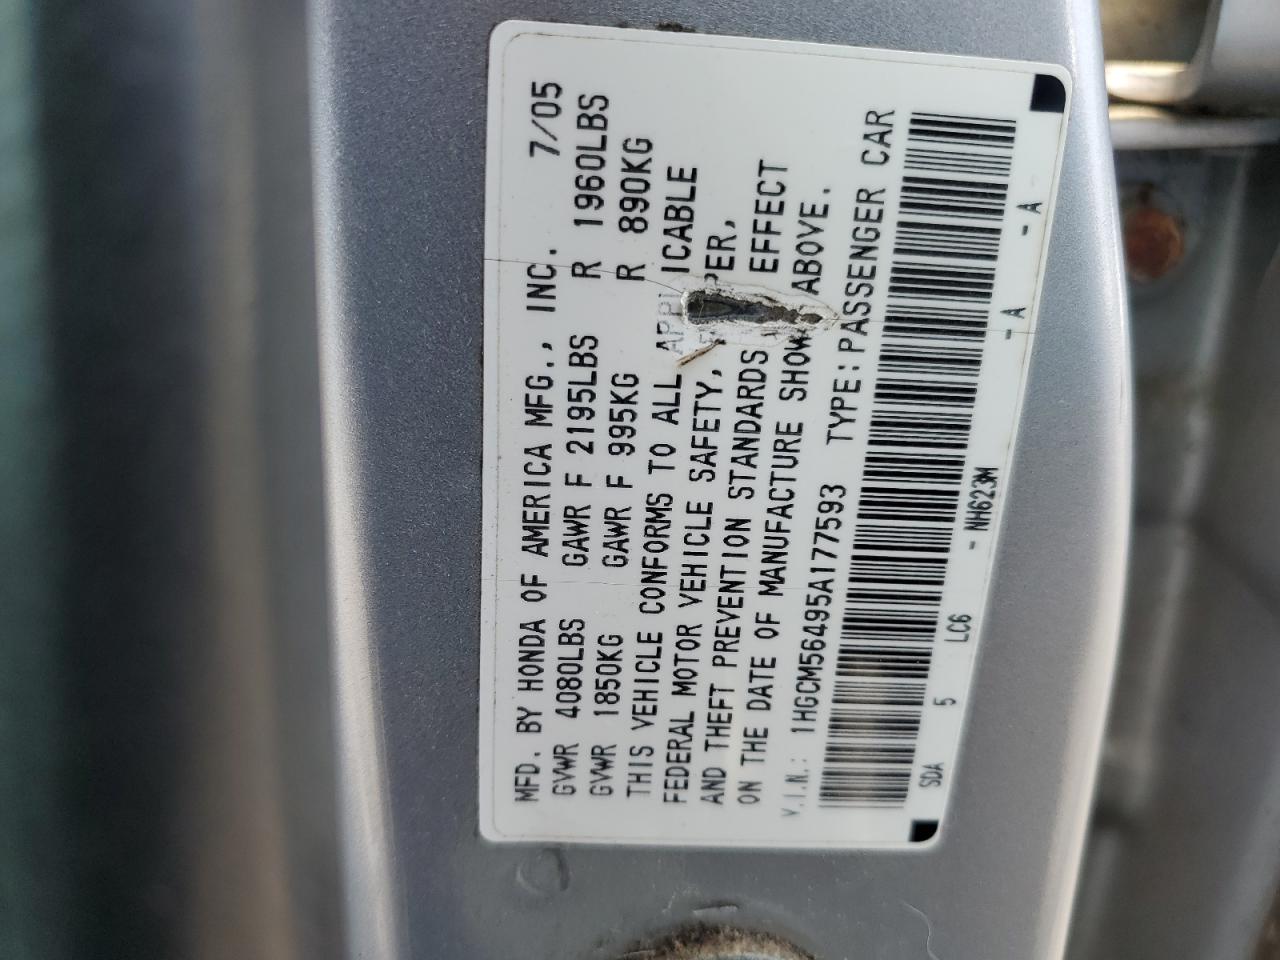 MFD. BY HONDA OF AMERICA MFG., INC. 7/05
GVWR 4080LBS GAWR F 2195LBS R 1960LBS
GVWR 1850KG GAWR F 995KG R 890KG
THIS VEHICLE CONFORMS TO ALL APPLICABLE
FEDERAL MOTOR VEHICLE SAFETY,
AND THEFT PREVENTION STANDARDS EFFECT
ON THE DATE OF MANUFACTURE SHOWN ABOVE.
V.I.N.: 1HGCM56495A177593 TYPE:PASSENGER CAR
SDA 5 LC6 - NH623M - A - A -